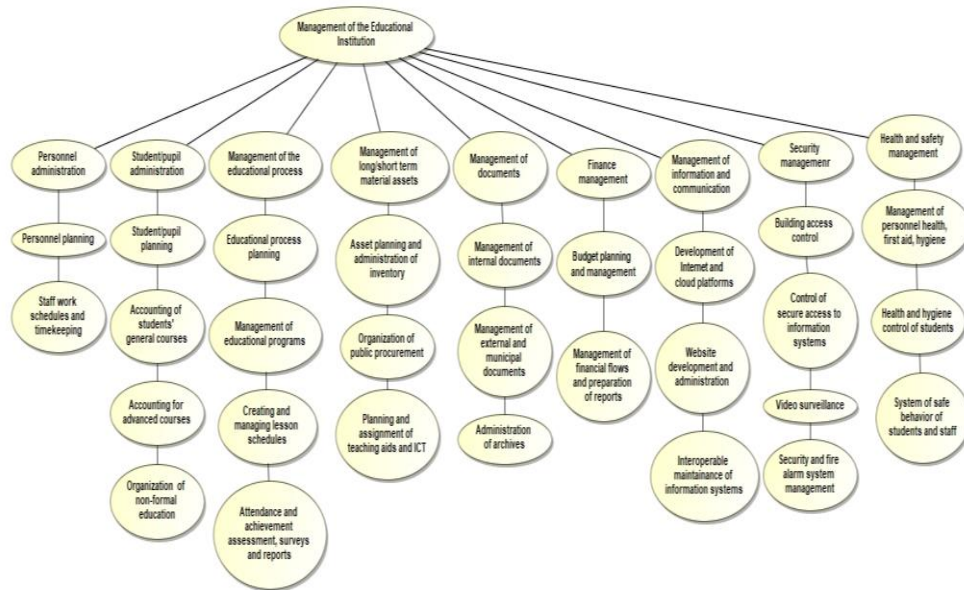 Management of the Educational
Institution
Personnel
administration
Student/pupil
administration
Management of the
educational process
Management of
long/short term
material assets
Management of
documents
Finance
management
Management of
information and
communication
Security
managemenr
Health and safety
management
Personnel planning
Student/pupil
planning
Educational process
planning
Asset planning and
administration of
inventory
Management of
internal documents
Budget planning
and management
Development of
Internet and
cloud platforms
Building access
control
Management of
personnel health,
first aid, hygiene
Staff work
schedules and
timekeeping
Accounting of
students'
general courses
Management of
educational programs
Organization of
public procurement
Management of
external and
municipal
documents
Management of
financial flows
and preparation
of reports
Website
development and
administration
Control of
secure access to
information
systems
Health and hygiene
control of students
Accounting for
advanced courses
Creating and
managing lesson
schedules
Planning and
assignment of
teaching aids and ICT
Administration
of archives
Interoperable
maintainance of
information systems
Video surveillance
System of safe
behavior of
students and staff
Organization of
non-formal
education
Attendance and
achievement
assessment, surveys
and reports
Security and fire
alarm system
management